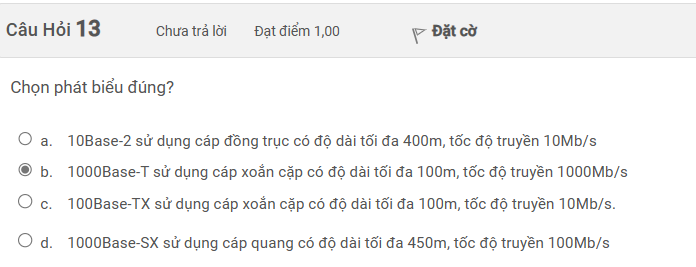 Câu Hỏi 13 Chưa trả lời Đạt điểm 1,00 Đặt cờ
Chọn phát biểu đúng?
a. 10Base-2 sử dụng cáp đồng trục có độ dài tối đa 400m, tốc độ truyền 10Mb/s
b. 1000Base-T sử dụng cáp xoắn cặp có độ dài tối đa 100m, tốc độ truyền 1000Mb/s
c. 100Base-TX sử dụng cáp xoắn cặp có độ dài tối đa 100m, tốc độ truyền 10Mb/s.
d. 1000Base-SX sử dụng cáp quang có độ dài tối đa 450m, tốc độ truyền 100Mb/s